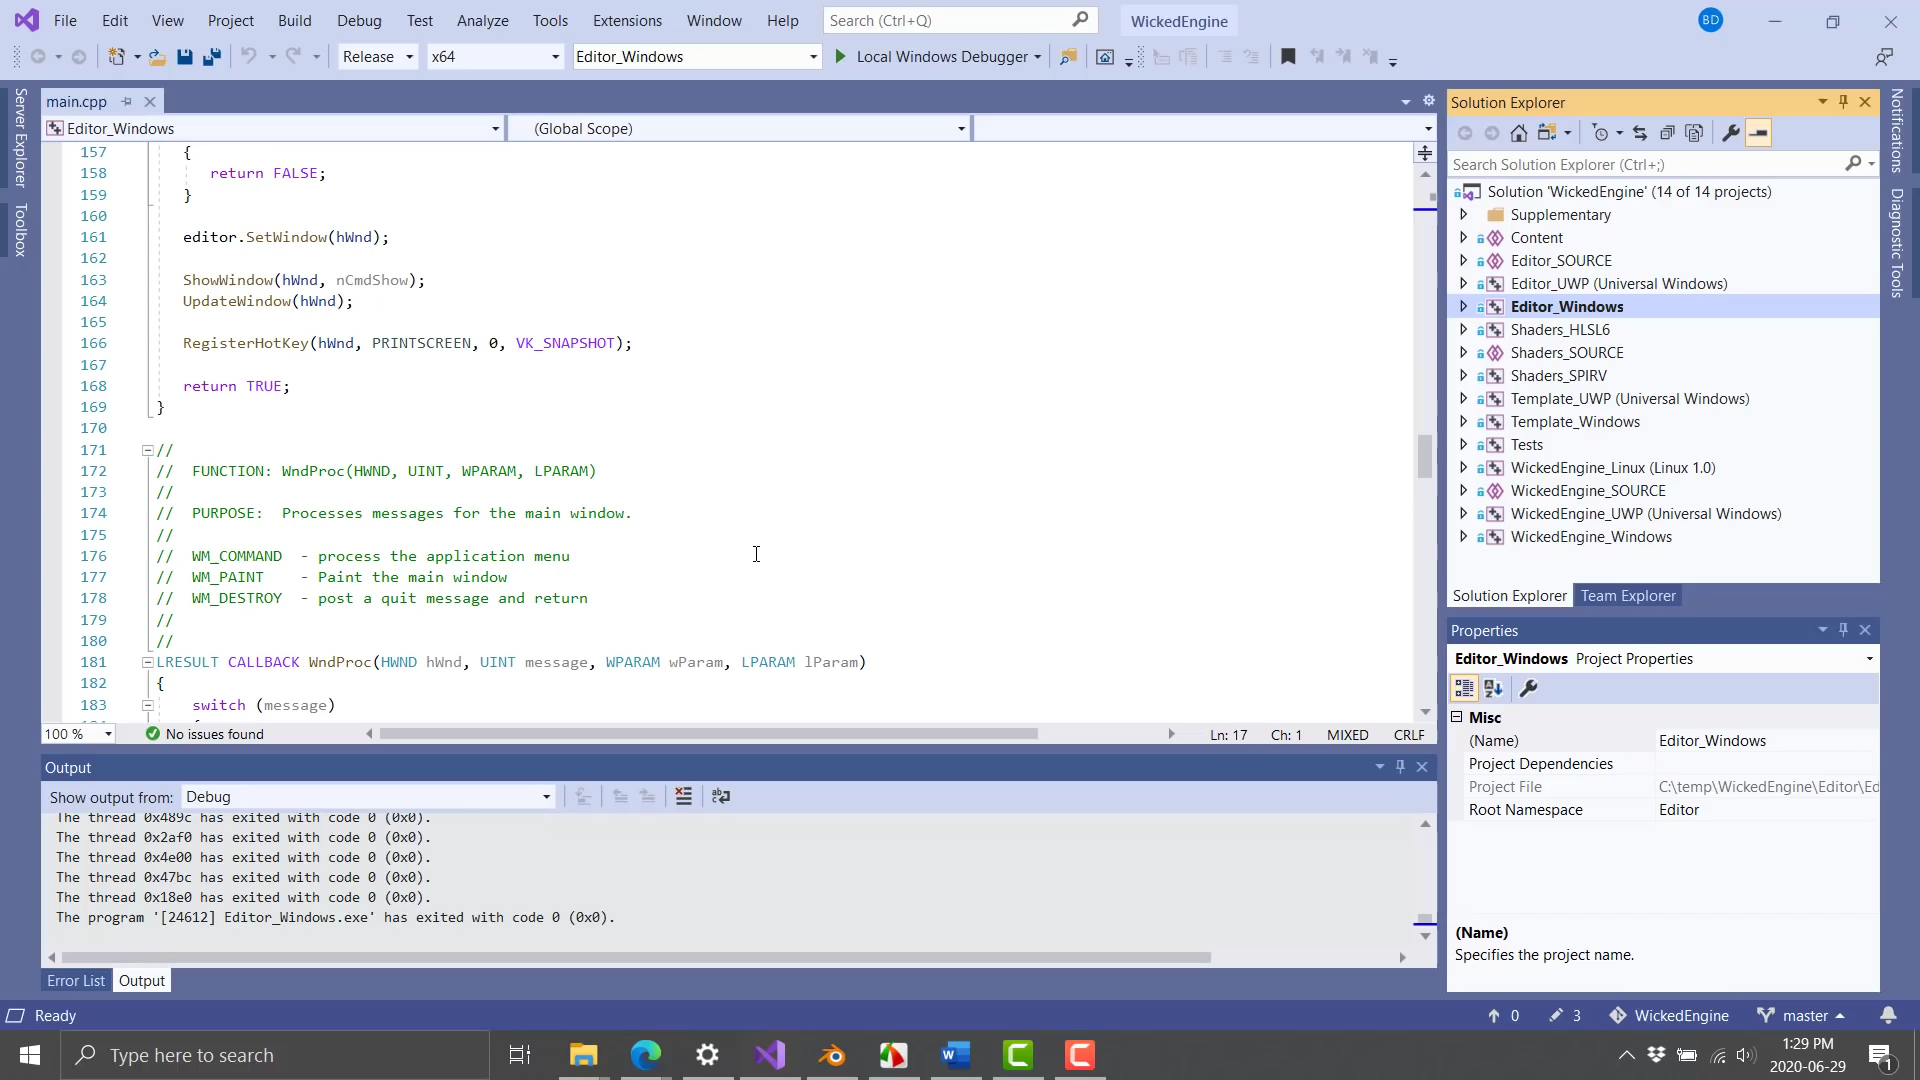 File Edit View Project Build Debug Test Analyze Tools Extensions Window Help Search (Ctrl+Q) WickedEngine BD
Release x64 Editor_Windows Local Windows Debugger
Server Explorer
Toolbox
main.cpp
Editor_Windows (Global Scope)
157 {
158 return FALSE;
159 }
160
161 editor.SetWindow(hWnd);
162
163 ShowWindow(hWnd, nCmdShow);
164 UpdateWindow(hWnd);
165
166 RegisterHotKey(hWnd, PRINTSCREEN, 0, VK_SNAPSHOT);
167
168 return TRUE;
169 }
170
171 //
172 // FUNCTION: WndProc(HWND, UINT, WPARAM, LPARAM)
173 //
174 // PURPOSE: Processes messages for the main window.
175 //
176 // WM_COMMAND - process the application menu
177 // WM_PAINT - Paint the main window
178 // WM_DESTROY - post a quit message and return
179 //
180 //
181 LRESULT CALLBACK WndProc(HWND hWnd, UINT message, WPARAM wParam, LPARAM lParam)
182 {
183 switch (message)
100 % No issues found Ln: 17 Ch: 1 MIXED CRLF
Output
Show output from: Debug
The thread 0x489c has exited with code 0 (0x0).
The thread 0x2af0 has exited with code 0 (0x0).
The thread 0x4e00 has exited with code 0 (0x0).
The thread 0x47bc has exited with code 0 (0x0).
The thread 0x18e0 has exited with code 0 (0x0).
The program '[24612] Editor_Windows.exe' has exited with code 0 (0x0).
Error List Output
Solution Explorer
Search Solution Explorer (Ctrl+;)
Solution 'WickedEngine' (14 of 14 projects)
Supplementary
Content
Editor_SOURCE
Editor_UWP (Universal Windows)
Editor_Windows
Shaders_HLSL6
Shaders_SOURCE
Shaders_SPIRV
Template_UWP (Universal Windows)
Template_Windows
Tests
WickedEngine_Linux (Linux 1.0)
WickedEngine_SOURCE
WickedEngine_UWP (Universal Windows)
WickedEngine_Windows
Solution Explorer Team Explorer
Properties
Editor_Windows Project Properties
Misc
(Name) Editor_Windows
Project Dependencies
Project File C:\temp\WickedEngine\Editor\Ed
Root Namespace Editor
(Name)
Specifies the project name.
Notifications
Diagnostic Tools
Ready 0 3 WickedEngine master
Type here to search
1:29 PM
2020-06-29
1